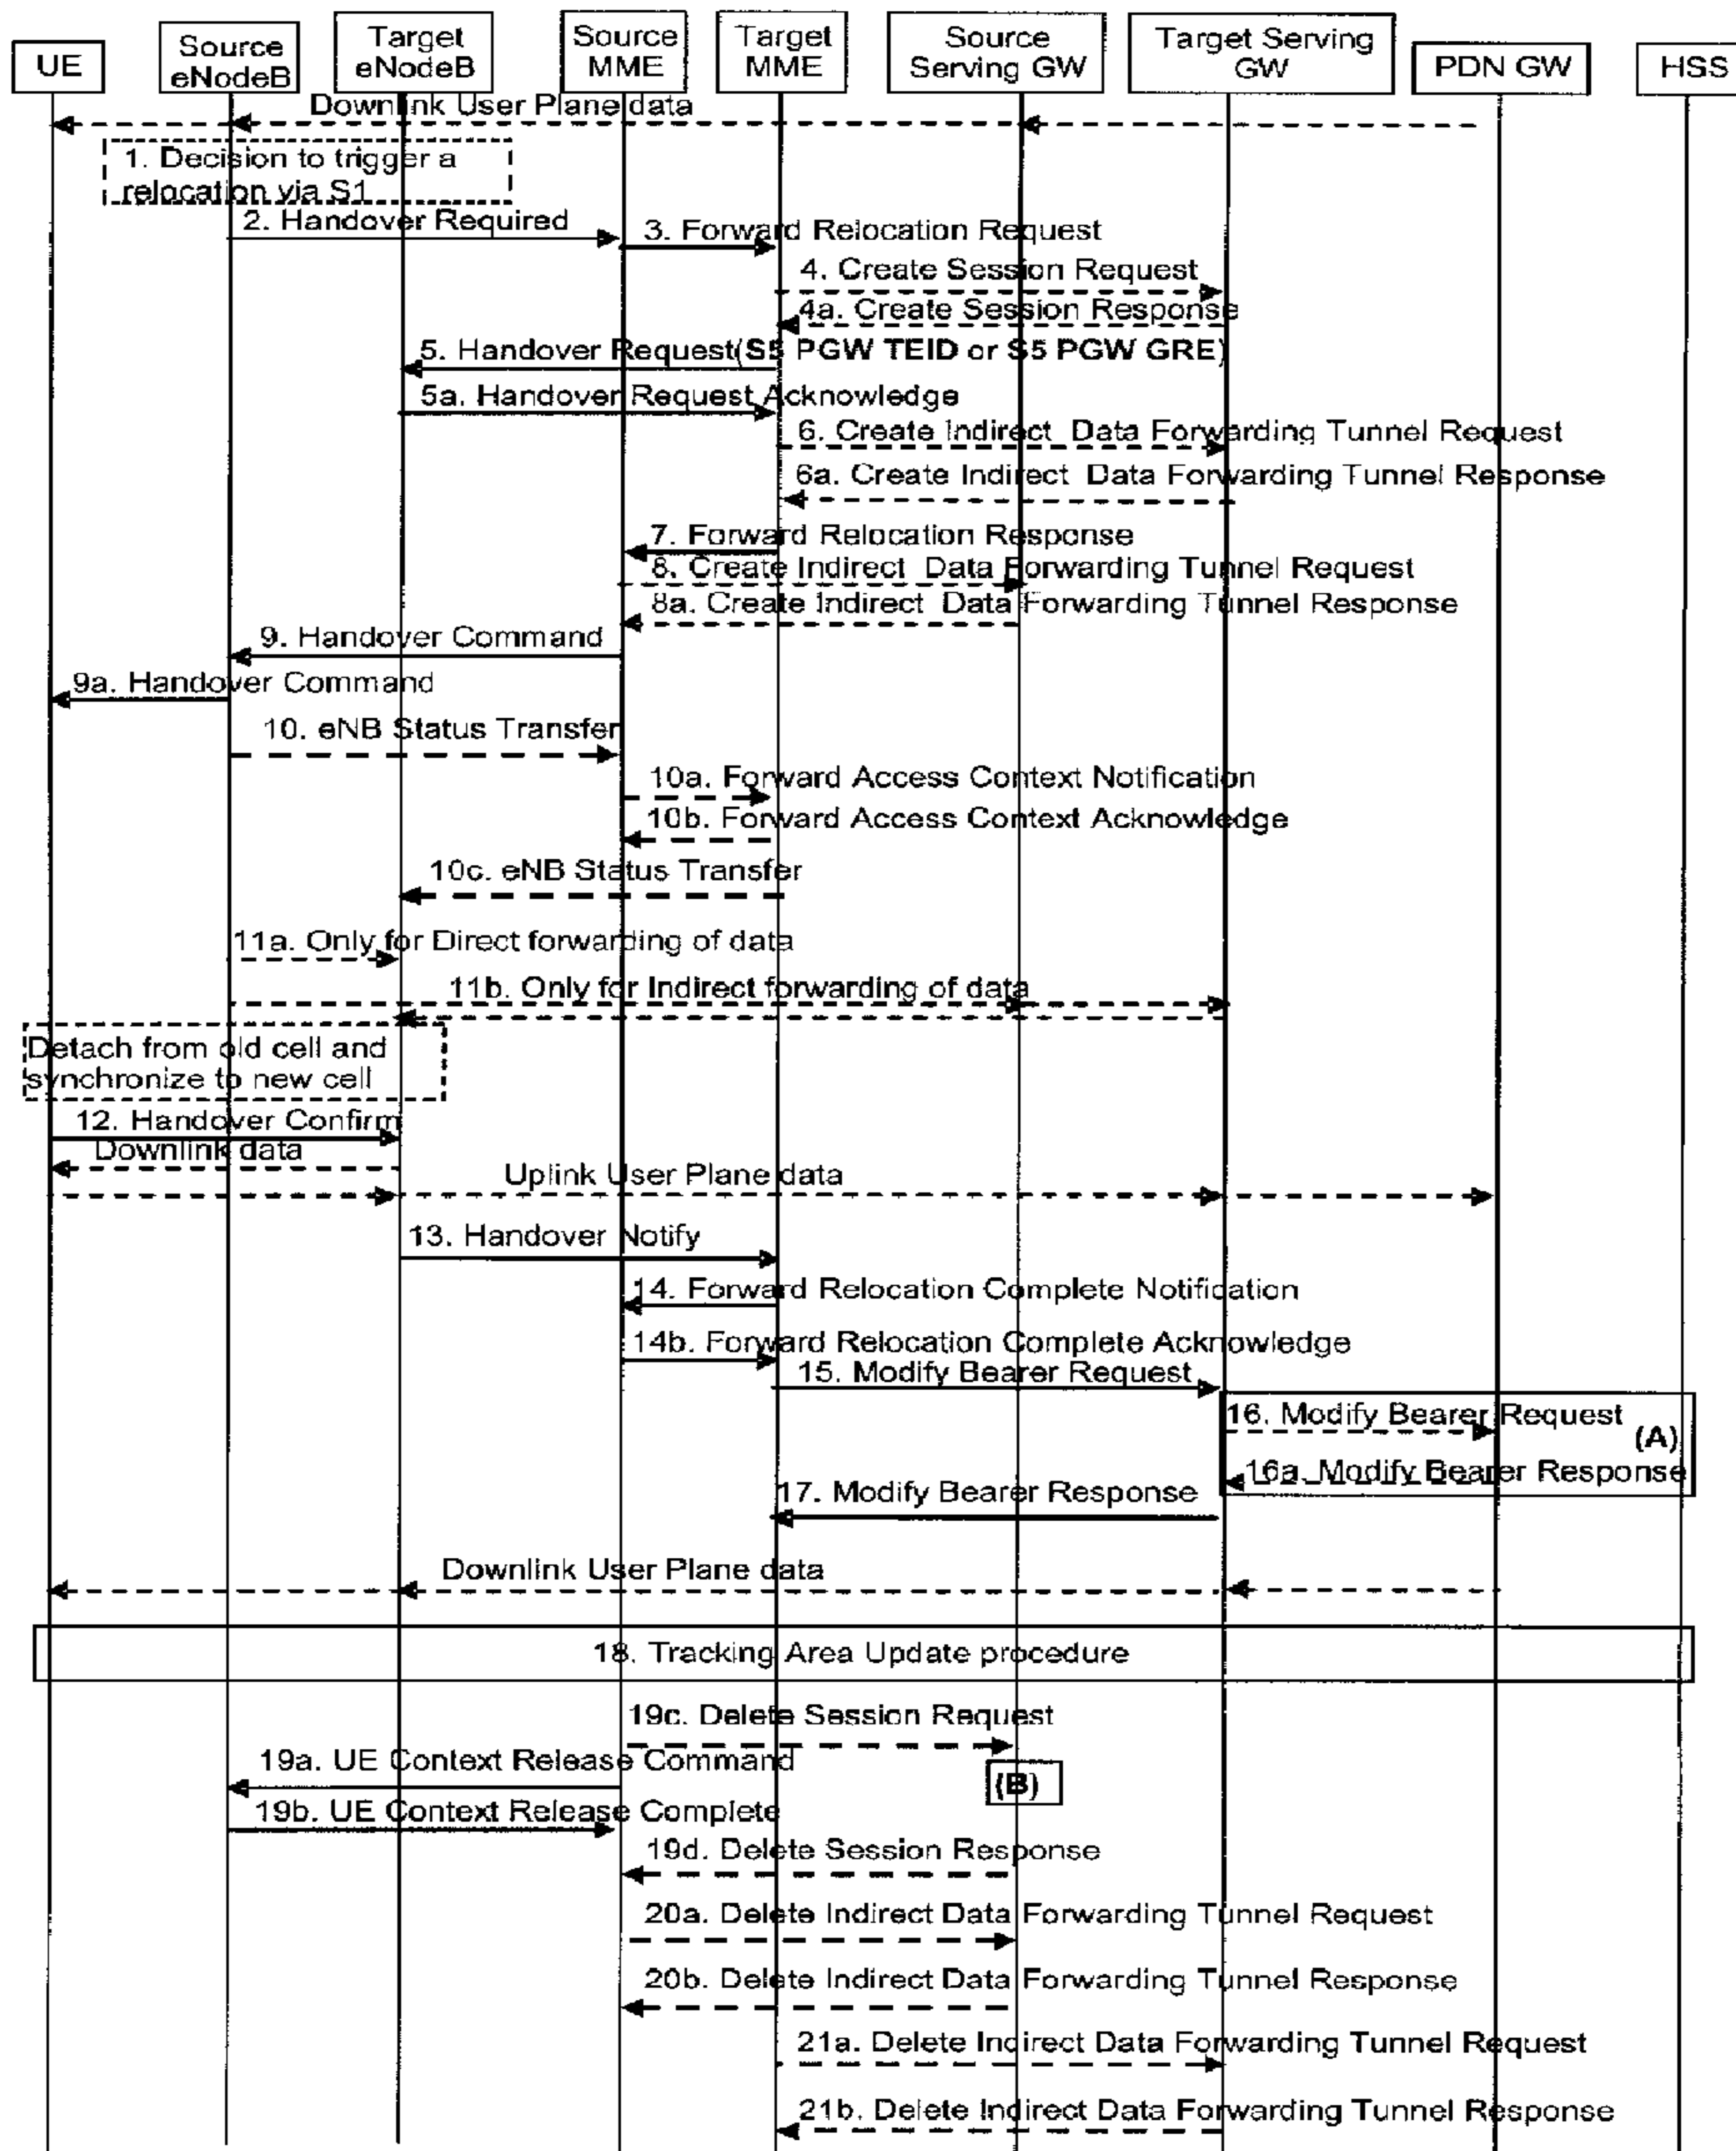 UE
Source
eNodeB
Target
eNodeB
Source
MME
Target
MME
Source
Serving GW
Target Serving
GW
PDN GW
HSS
Downlink User Plane data
1. Decision to trigger a
relocation via S1
2. Handover Required
3. Forward Relocation Request
4. Create Session Request
4a. Create Session Response
5. Handover Request(S5 PGW TEID or S5 PGW GRE)
5a. Handover Request Acknowledge
6. Create Indirect Data Forwarding Tunnel Request
6a. Create Indirect Data Forwarding Tunnel Response
7. Forward Relocation Response
8. Create Indirect Data Forwarding Tunnel Request
8a. Create Indirect Data Forwarding Tunnel Response
9. Handover Command
9a. Handover Command
10. eNB Status Transfer
10a. Forward Access Context Notification
10b. Forward Access Context Acknowledge
10c. eNB Status Transfer
11a. Only for Direct forwarding of data
11b. Only for Indirect forwarding of data
Detach from old cell and
synchronize to new cell
12. Handover Confirm
Downlink data
Uplink User Plane data
13. Handover Notify
14. Forward Relocation Complete Notification
14b. Forward Relocation Complete Acknowledge
15. Modify Bearer Request
16. Modify Bearer Request
(A)
16a. Modify Bearer Response
17. Modify Bearer Response
Downlink User Plane data
18. Tracking Area Update procedure
19c. Delete Session Request
19a. UE Context Release Command
(B)
19b. UE Context Release Complete
19d. Delete Session Response
20a. Delete Indirect Data Forwarding Tunnel Request
20b. Delete Indirect Data Forwarding Tunnel Response
21a. Delete Indirect Data Forwarding Tunnel Request
21b. Delete Indirect Data Forwarding Tunnel Response